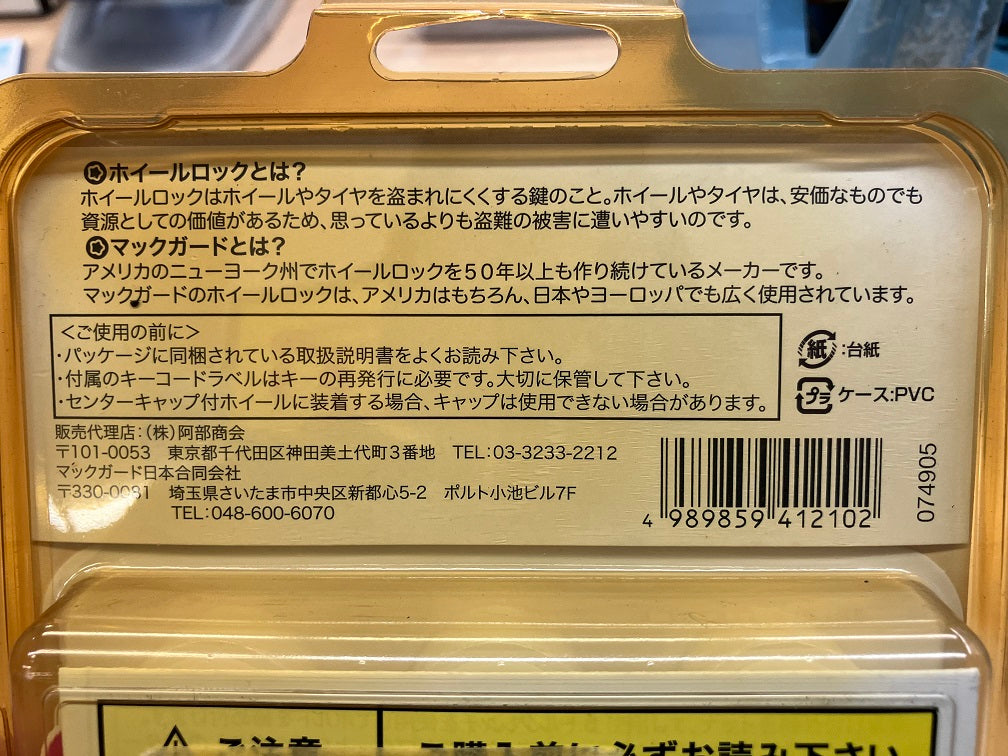 ホイールロックとは?
ホイールロックはホイールやタイヤを盗まれにくくする鍵のこと。ホイールやタイヤは、安価なものでも
資源としての価値があるため、思っているよりも盗難の被害に遭いやすいのです。
マックガードとは?
アメリカのニューヨーク州でホイールロックを50年以上も作り続けているメーカーです。
マックガードのホイールロックは、アメリカはもちろん、日本やヨーロッパでも広く使用されています。
<ご使用の前に>
・パッケージに同梱されている取扱説明書をよくお読み下さい。
・付属のキーコードラベルはキーの再発行に必要です。大切に保管して下さい。
・センターキャップ付ホイールに装着する場合、キャップは使用できない場合があります。
紙:台紙
プラ ケース:PVC
販売代理店:(株)阿部商会
〒101-0053 東京都千代田区神田美土代町3番地 TEL:03-3233-2212
マックガード日本合同会社
〒330-0081 埼玉県さいたま市中央区新都心5-2 ポルト小池ビル7F
TEL:048-600-6070
4 989859 412102
074905
ご注意
ご購入前に必ずお読み下さい